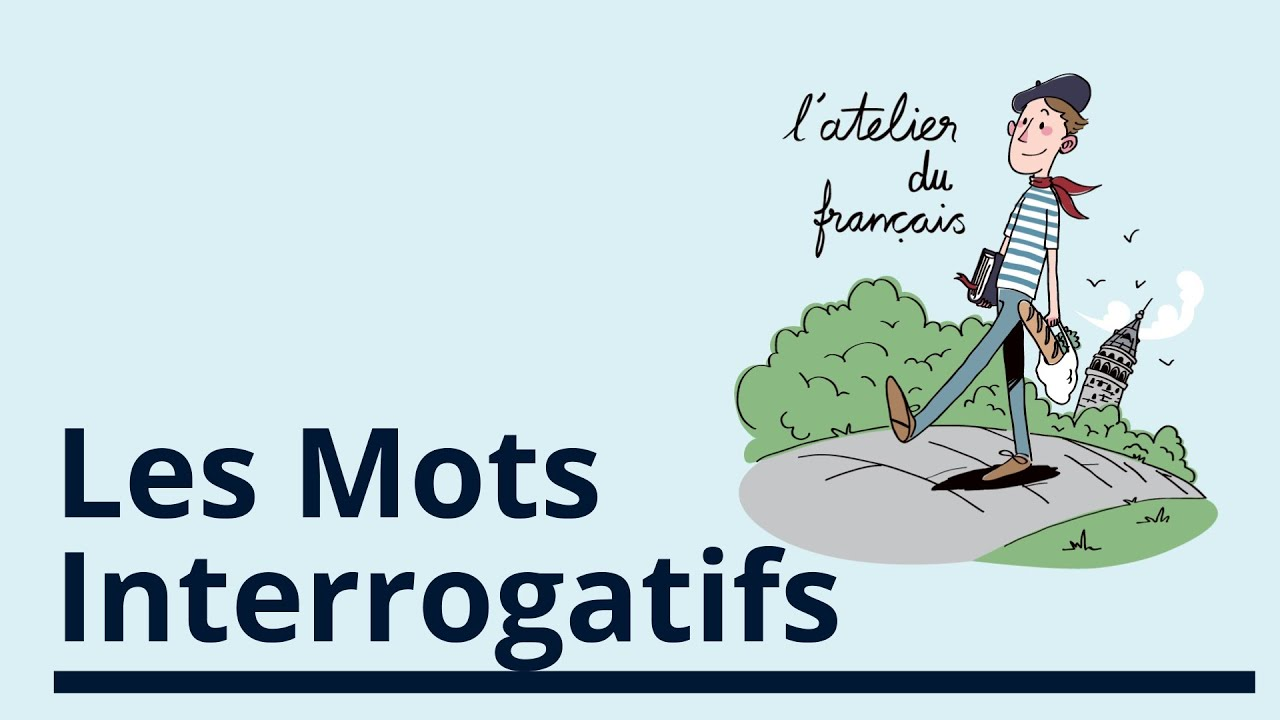 l'atelier
du
français
Les Mots
Interrogatifs